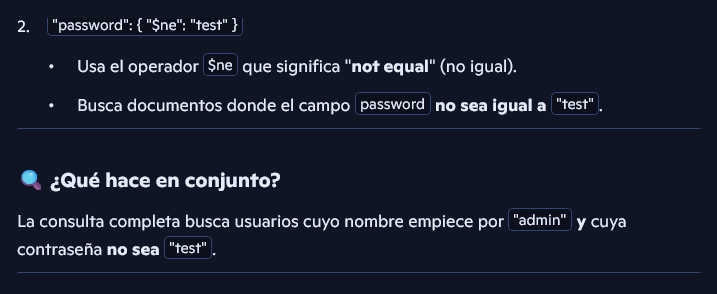 2. "password": { "$ne": "test" }
• Usa el operador $ne que significa "not equal" (no igual).
• Busca documentos donde el campo password no sea igual a "test".
¿Qué hace en conjunto?
La consulta completa busca usuarios cuyo nombre empiece por "admin" y cuya
contraseña no sea "test".